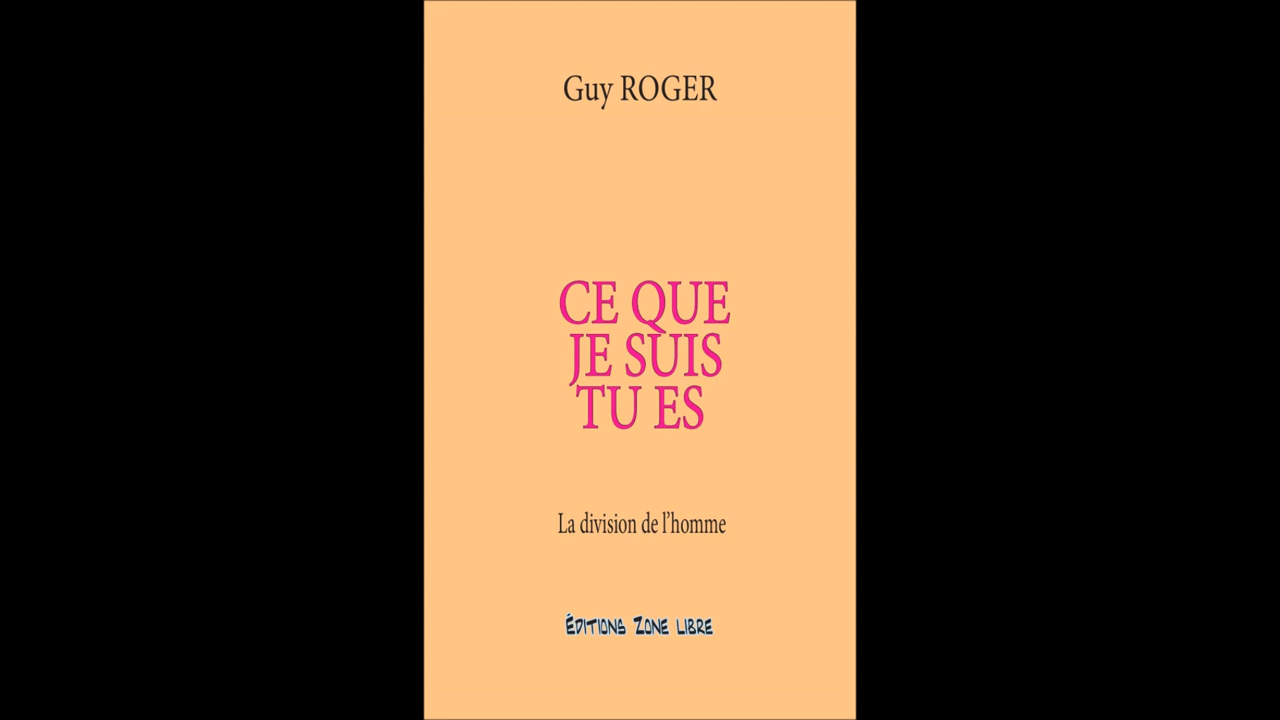 Guy ROGER
CE QUE
JE SUIS
TU ES
La division de l'homme
ÉDITIONS ZONE LIBRE